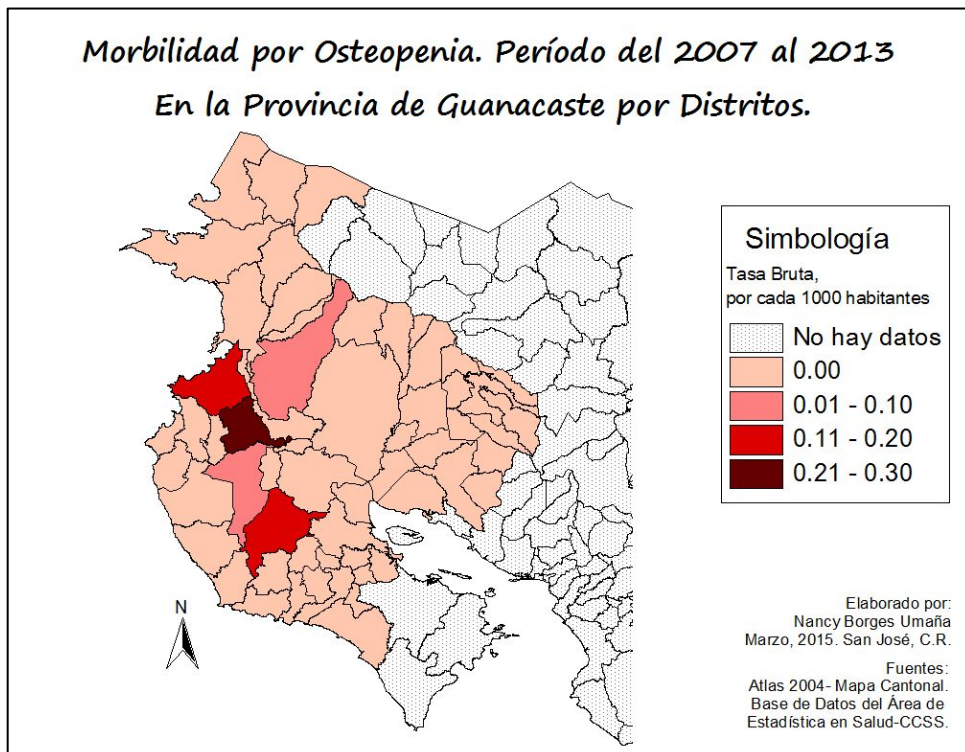 Morbilidad por Osteopenia. Período del 2007 al 2013
En la Provincia de Guanacaste por Distritos.
Simbología
Tasa Bruta,
por cada 1000 habitantes
No hay datos
0.00
0.01 - 0.10
0.11 - 0.20
0.21 - 0.30
N
Elaborado por:
Nancy Borges Umaña
Marzo, 2015. San José, C.R.
Fuentes:
Atlas 2004- Mapa Cantonal.
Base de Datos del Área de
Estadística en Salud-CCSS.